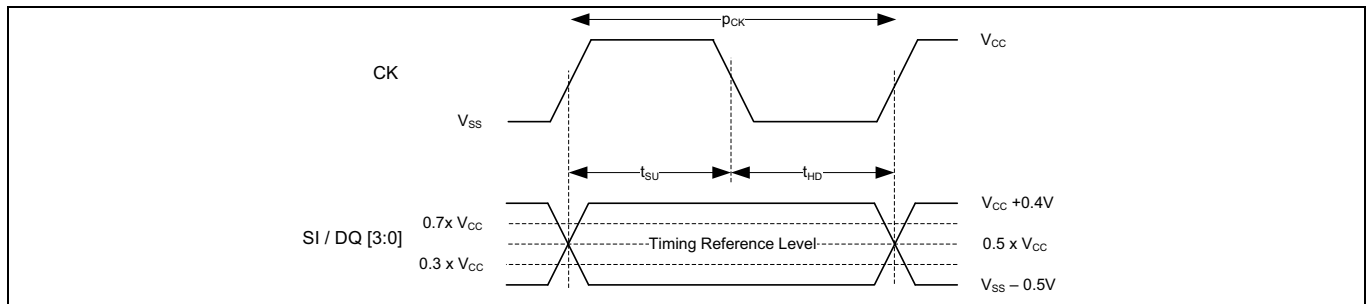 pCK
VCC
CK
VSS
tSU
tHD
VCC +0.4V
0.7x VCC
SI / DQ [3:0]
Timing Reference Level
0.5 x VCC
0.3 x VCC
VSS – 0.5V